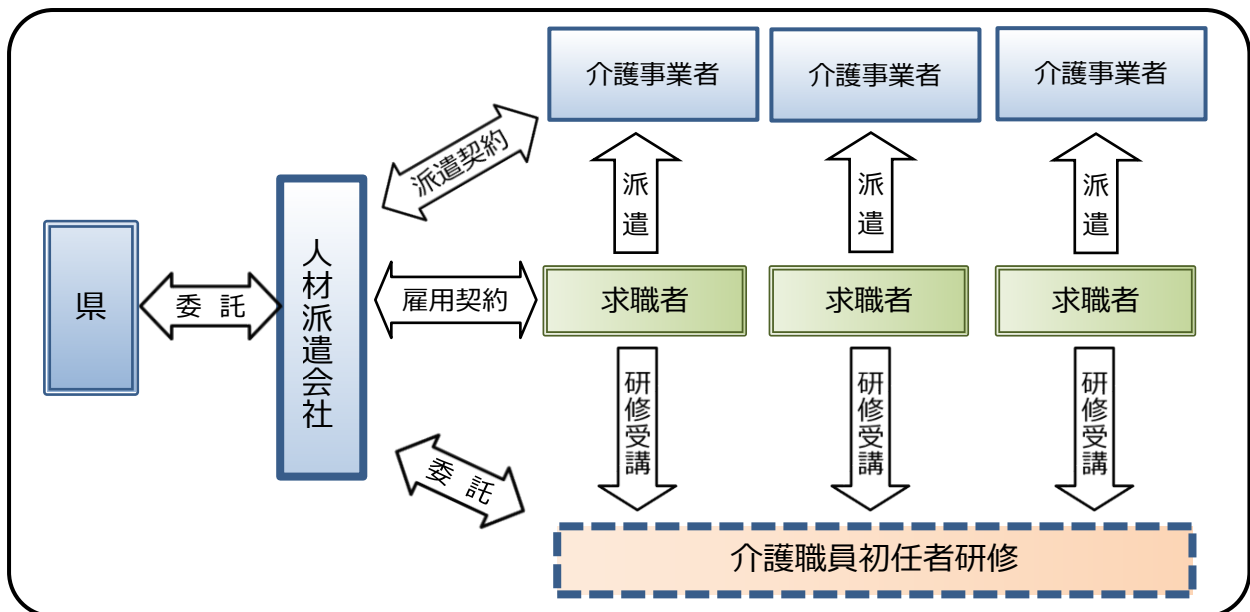 介護事業者
介護事業者
介護事業者
派遣契約
派遣
派遣
派遣
県
委 託
人材派遣会社
雇用契約
求職者
求職者
求職者
研修受講
研修受講
研修受講
委 託
介護職員初任者研修